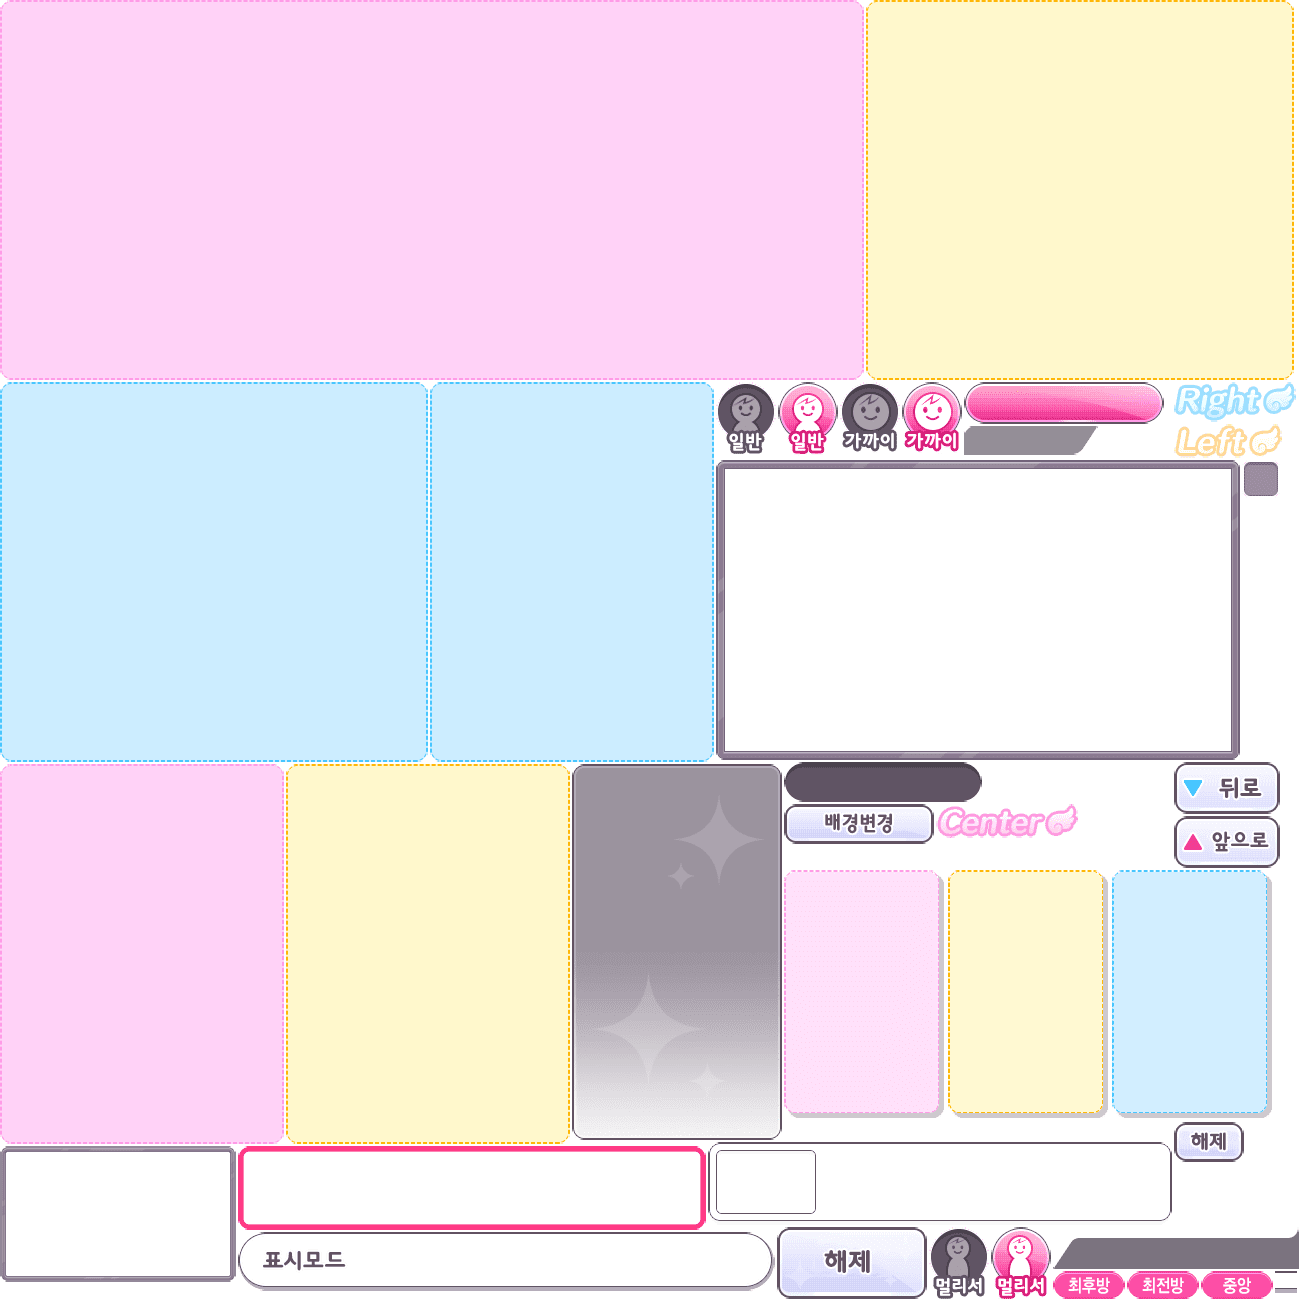 Right
Left
일반
일반
가까이
가까이
뒤로
배경변경
Center
앞으로
해제
표시모드
해제
멀리서
멀리서
최후방
최전방
중앙